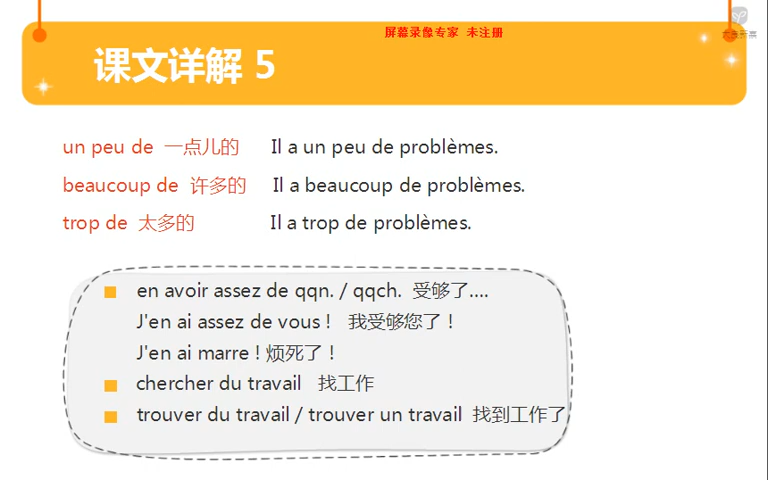 屏幕录像专家 未注册
课文详解 5
un peu de 一点儿的 Il a un peu de problèmes.
beaucoup de 许多的 Il a beaucoup de problèmes.
trop de 太多的 Il a trop de problèmes.
en avoir assez de qqn. / qqch. 受够了....
J'en ai assez de vous ! 我受够您了!
J'en ai marre ! 烦死了!
chercher du travail 找工作
trouver du travail / trouver un travail 找到工作了